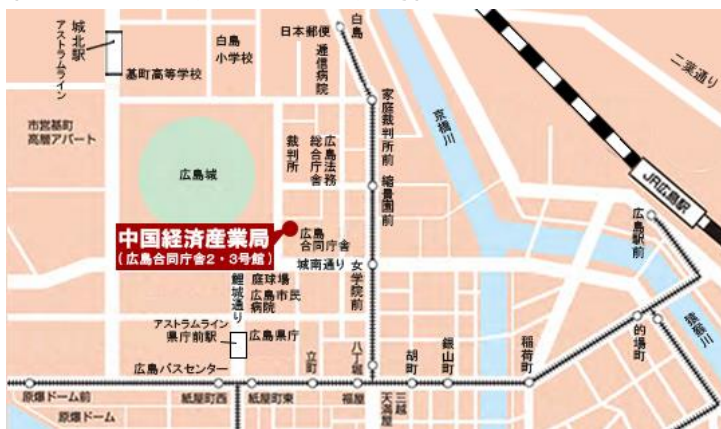 城北駅
アストラムライン
白島
小学校
日本郵便
逓信病院
白島
基町高等学校
二葉通り
市営基町
高層アパート
家庭裁判所前
京橋川
広島城
裁判所
広島法務
総合庁舎
縮景園前
JR広島駅
広島駅前
中国経済産業局
(広島合同庁舎2・3号館)
広島
合同庁舎
城南通り
女学院前
鯉城通り
庭球場
広島市民
病院
アストラムライン
県庁前駅
広島県庁
猿猴川
的場町
稲荷町
銀山町
胡町
八丁堀
立町
広島バスセンター
原爆ドーム前
紙屋町西
紙屋町東
福屋
天満屋
三越
原爆ドーム